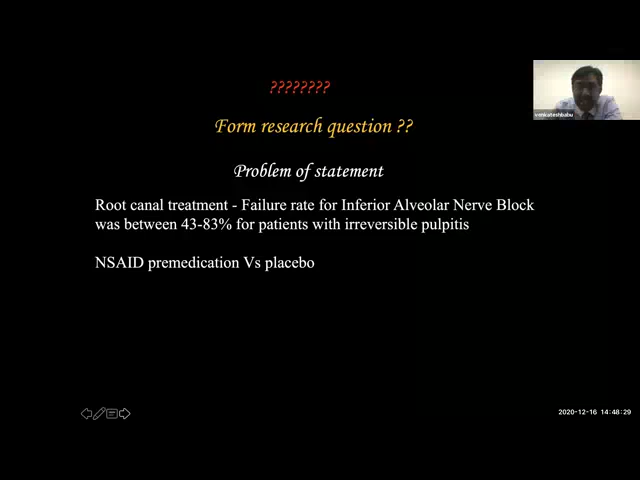 ????????
venkateshbabu
Form research question ??
Problem of statement
Root canal treatment - Failure rate for Inferior Alveolar Nerve Block
was between 43-83% for patients with irreversible pulpitis
NSAID premedication Vs placebo
2020-12-16 14:48:29